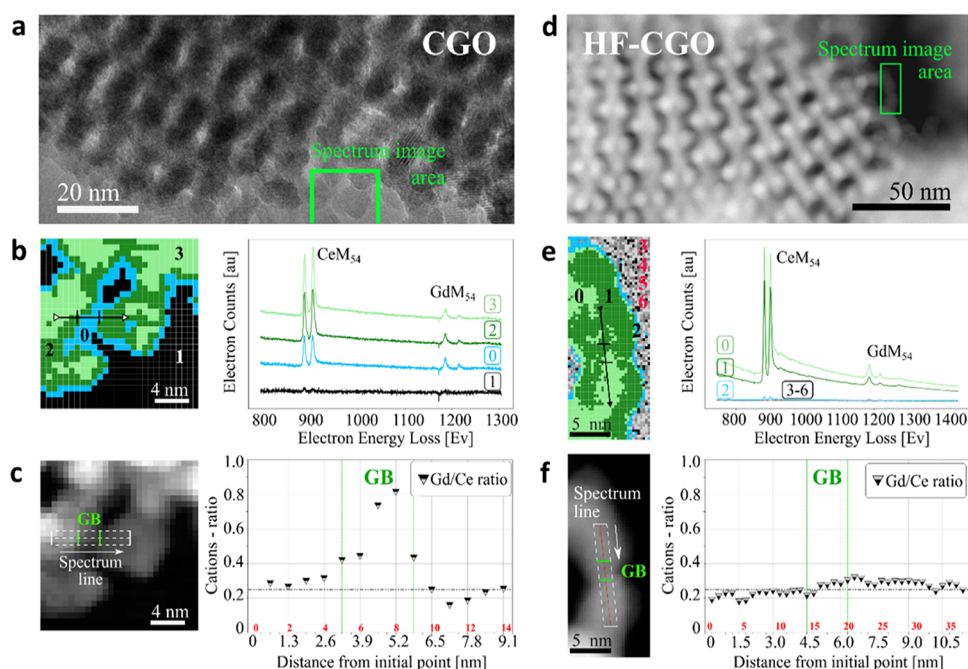 a
CGO
Spectrum image
area
20 nm
d
HF-CGO
Spectrum image
area
50 nm
b
3
0
2
1
4 nm
Electron Counts [au]
CeM54
GdM54
3
2
0
1
800 900 1000 1100 1200 1300
Electron Energy Loss [Ev]
e
0 1
2
3
4
5
6
5 nm
Electron Counts [au]
CeM54
GdM54
0
1
2
3-6
800 900 1000 1100 1200 1300 1400
Electron Energy Loss [Ev]
c
GB
Spectrum
line
4 nm
Cations - ratio
1.0
0.8
0.6
0.4
0.2
0
GB
Gd/Ce ratio
0 2 4 6 8 10 12 14
0 1.3 2.6 3.9 5.2 6.5 7.8 9.1
Distance from initial point [nm]
f
Spectrum
line
GB
5 nm
Cations - ratio
1.0
0.8
0.6
0.4
0.2
0
GB
Gd/Ce ratio
0 5 10 15 20 25 30 35
0 1.5 3.0 4.5 6.0 7.5 9.0 10.5
Distance from initial point [nm]